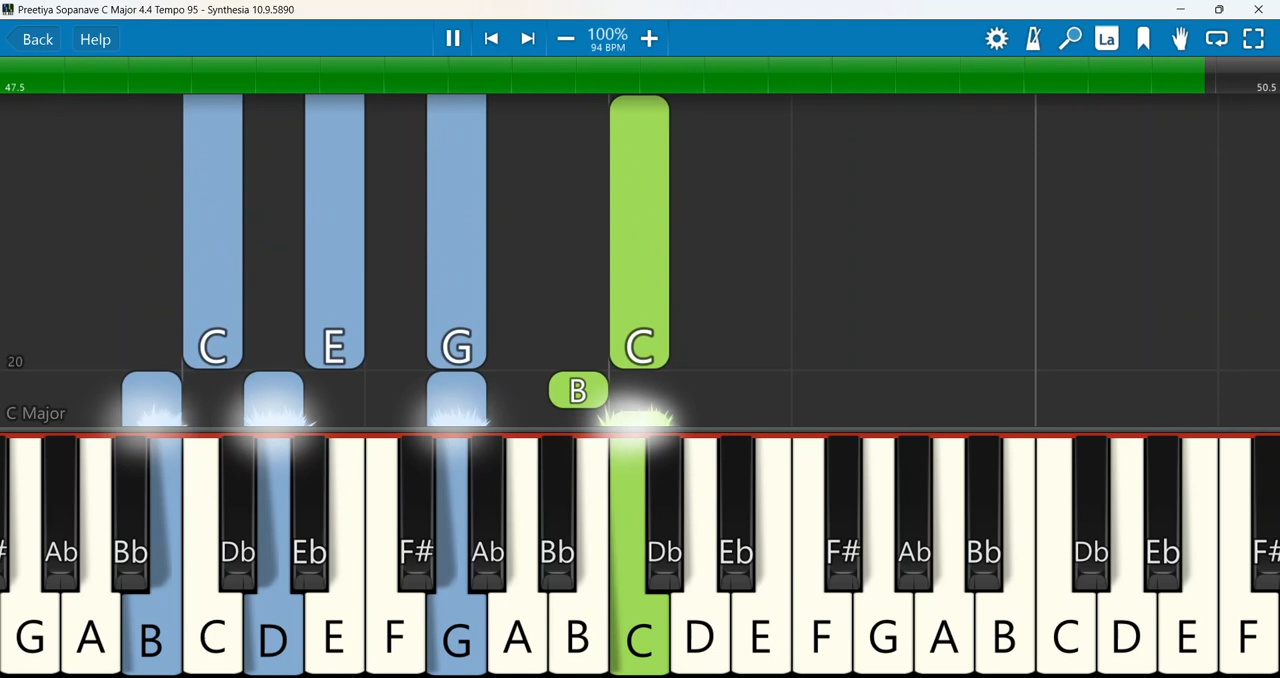 Preetiya Sopanave C Major 4.4 Tempo 95 - Synthesia 10.9.5890
Back Help 100% La
94 BPM
47.5 50.5
C E G C
20
B
C Major
# Ab Bb Db Eb F# Ab Bb Db Eb F# Ab Bb Db Eb F#
G A B C D E F G A B C D E F G A B C D E F